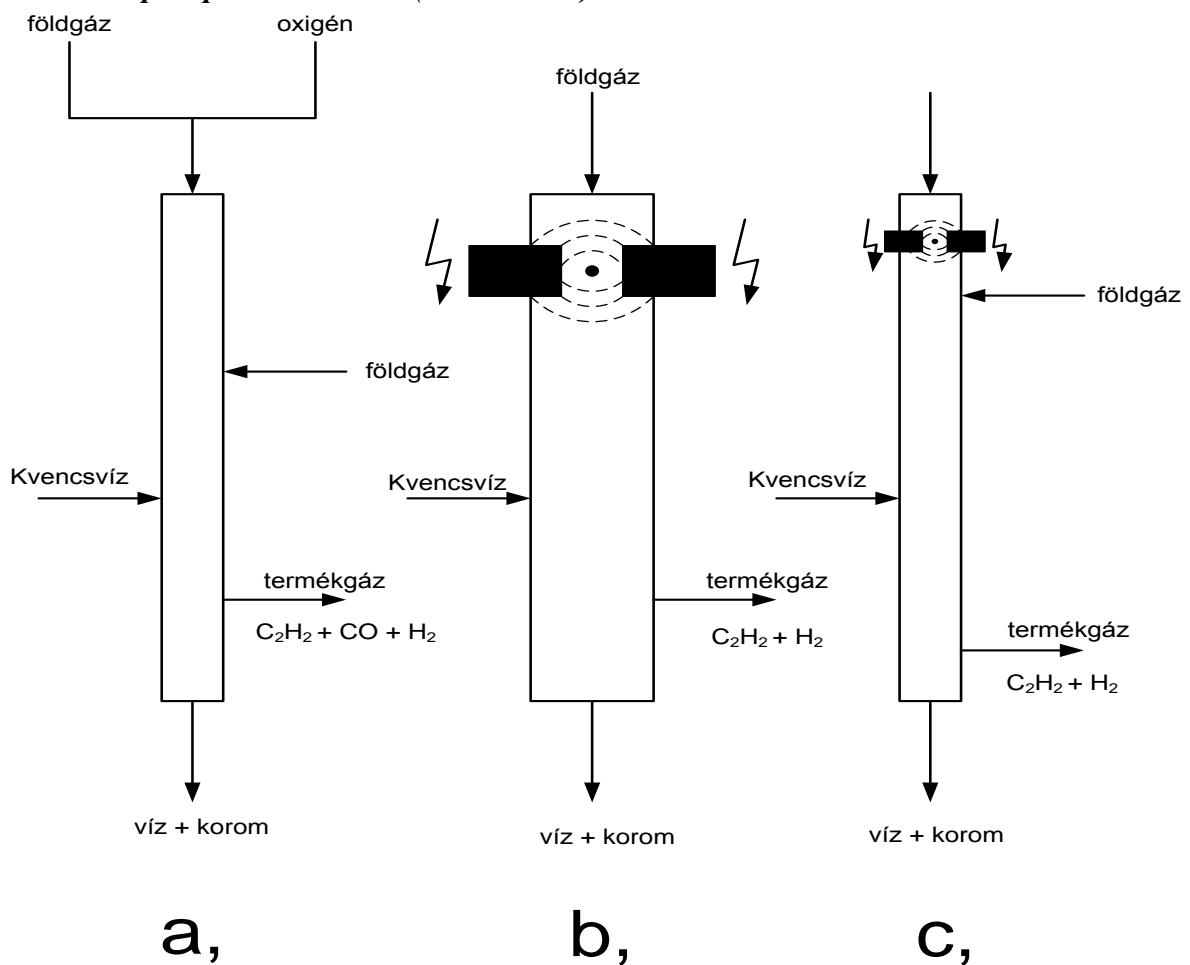 földgáz
oxigén
földgáz
földgáz
földgáz
Kvencsvíz
Kvencsvíz
Kvencsvíz
termékgáz
C₂H₂ + CO + H₂
termékgáz
C₂H₂ + H₂
termékgáz
C₂H₂ + H₂
víz + korom
víz + korom
víz + korom
a,
b,
c,